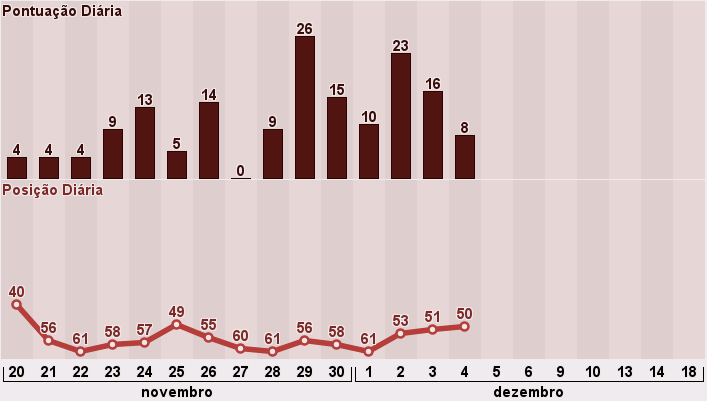 Pontuação Diária
4 4 4 9 13 5 14 0 9 26 15 10 23 16 8
Posição Diária
40 56 61 58 57 49 55 60 61 56 58 61 53 51 50
20 21 22 23 24 25 26 27 28 29 30 1 2 3 4 5 6 9 10 13 14 18
novembro dezembro